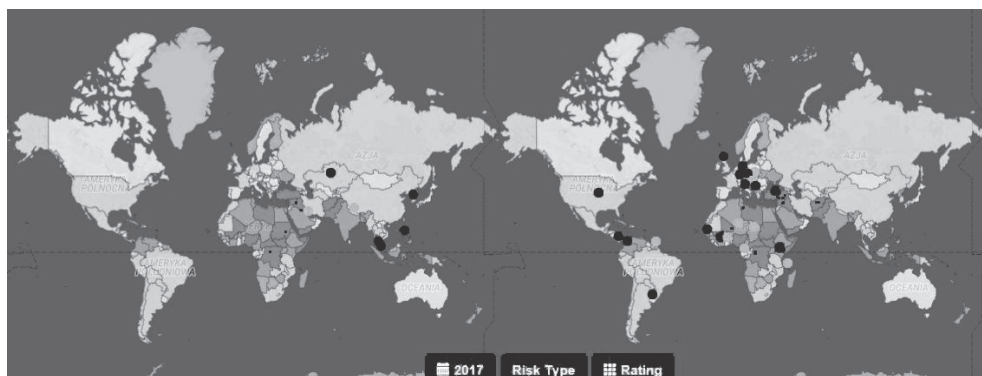 AZJA
AMERYKA
PÓŁNOCNA
AMERYKA
POŁUDNIOWA
OCEANIA
AZJA
AMERYKA
PÓŁNOCNA
AMERYKA
POŁUDNIOWA
OCEANIA
2017 Risk Type Rating